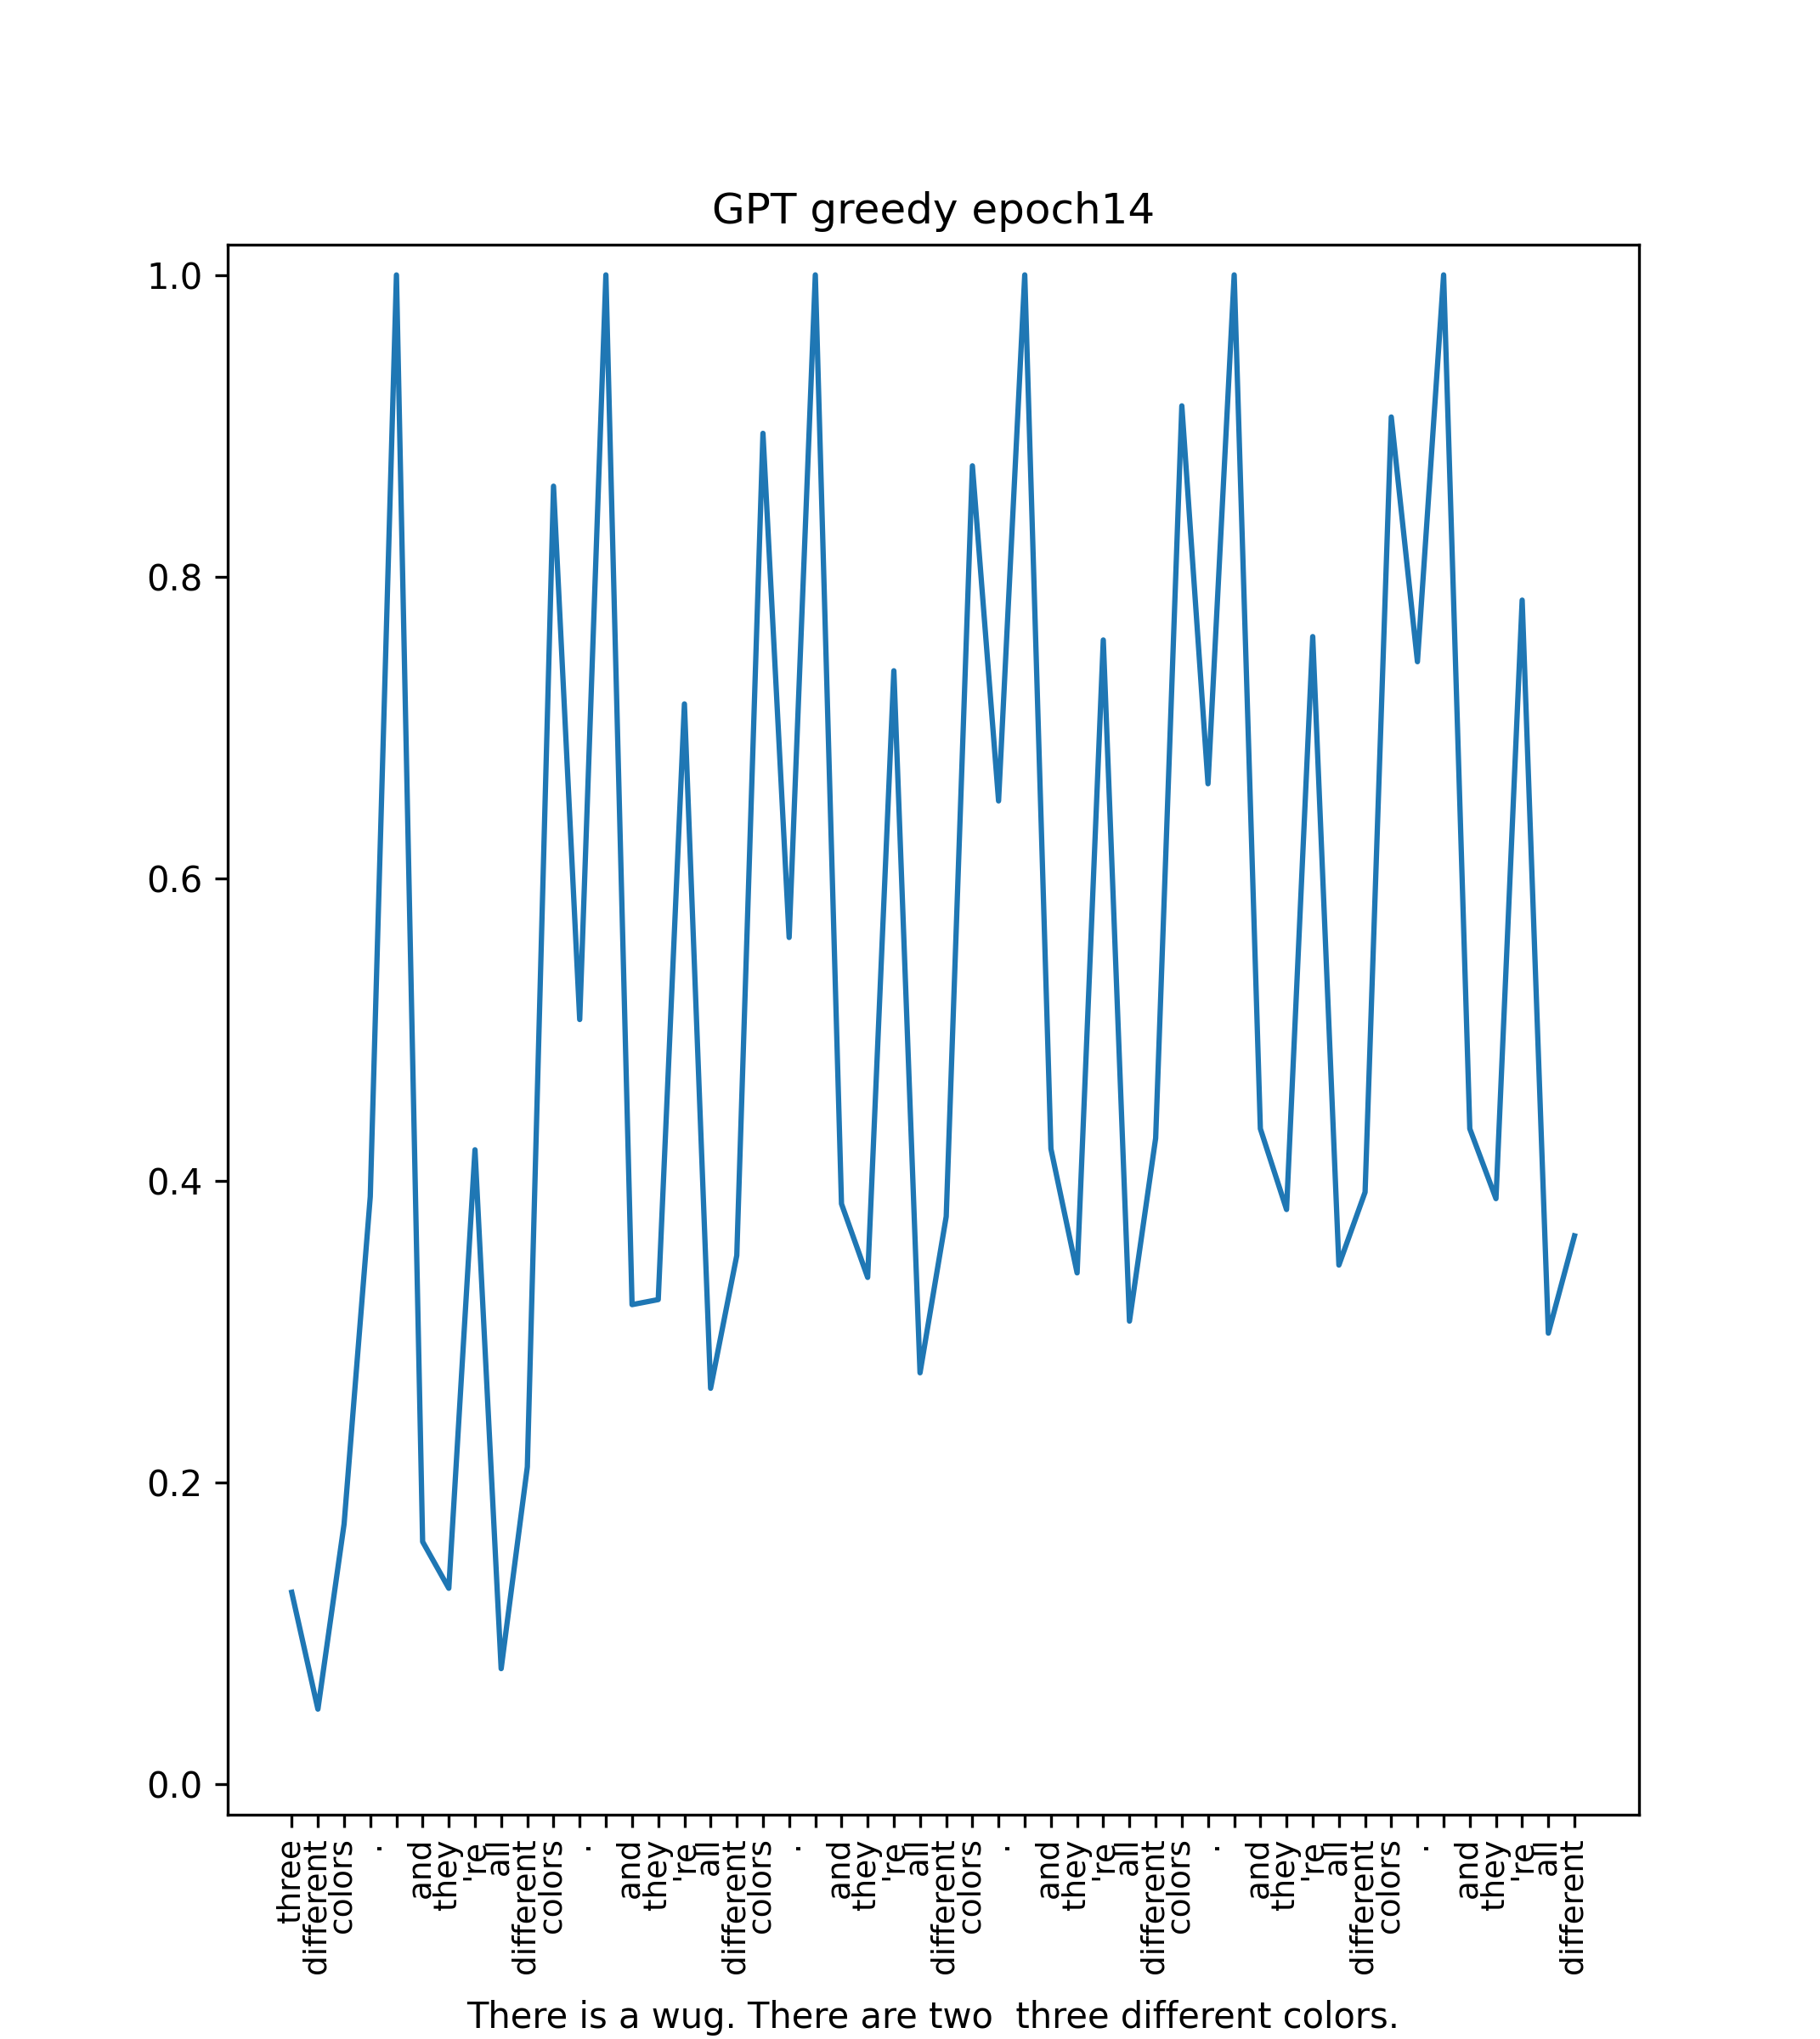 GPT greedy epoch14
1.0
0.8
0.6
0.4
0.2
0.0
three
different
colors
.
and
they
're
all
different
colors
.
and
they
're
all
different
colors
.
and
they
're
all
different
colors
.
and
they
're
all
different
colors
.
and
they
're
all
different
colors
.
and
they
're
all
different
There is a wug. There are two  three different colors.